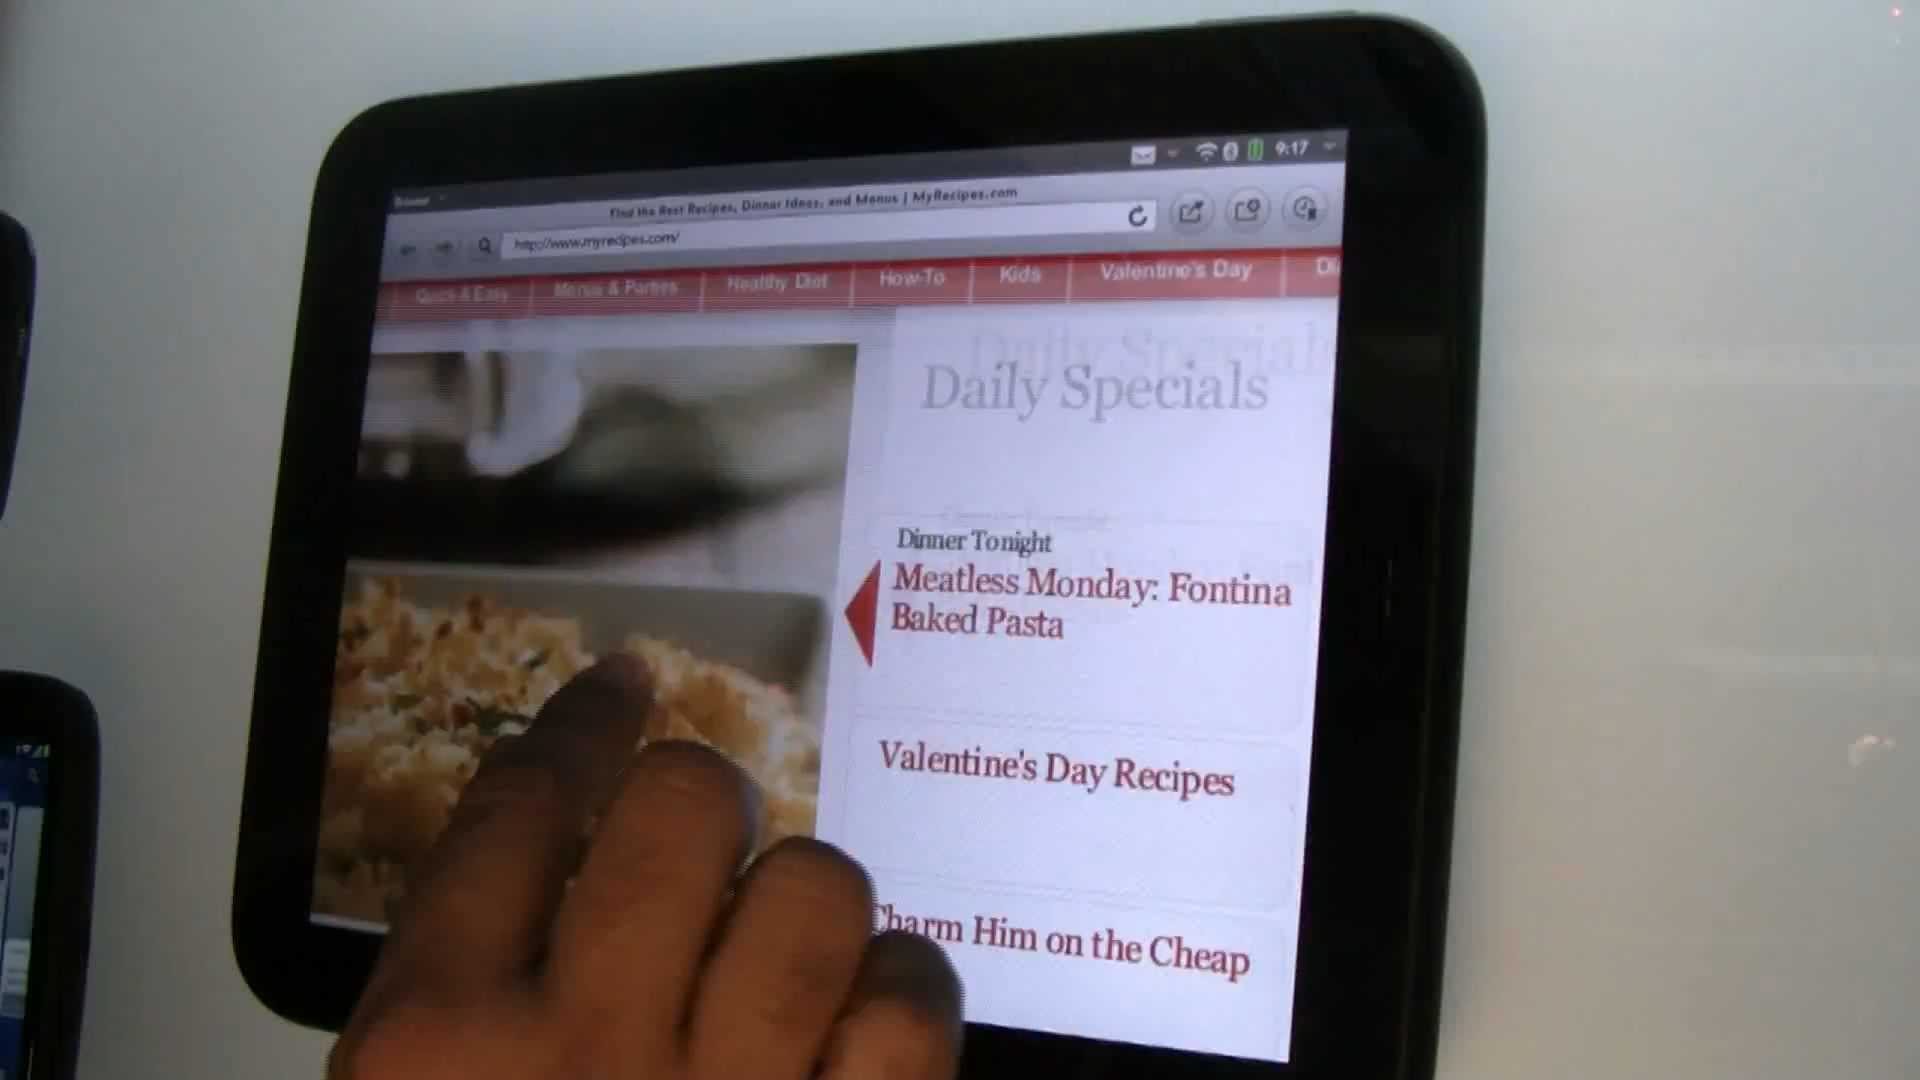 9:17
Browser
Find the Best Recipes, Dinner Ideas, and Menus | MyRecipes.com
http://www.myrecipes.com/
Quick & Easy Menus & Parties Healthy Diet How-To Kids Valentine's Day
Daily Specials
Dinner Tonight
Meatless Monday: Fontina
Baked Pasta
Valentine's Day Recipes
Charm Him on the Cheap